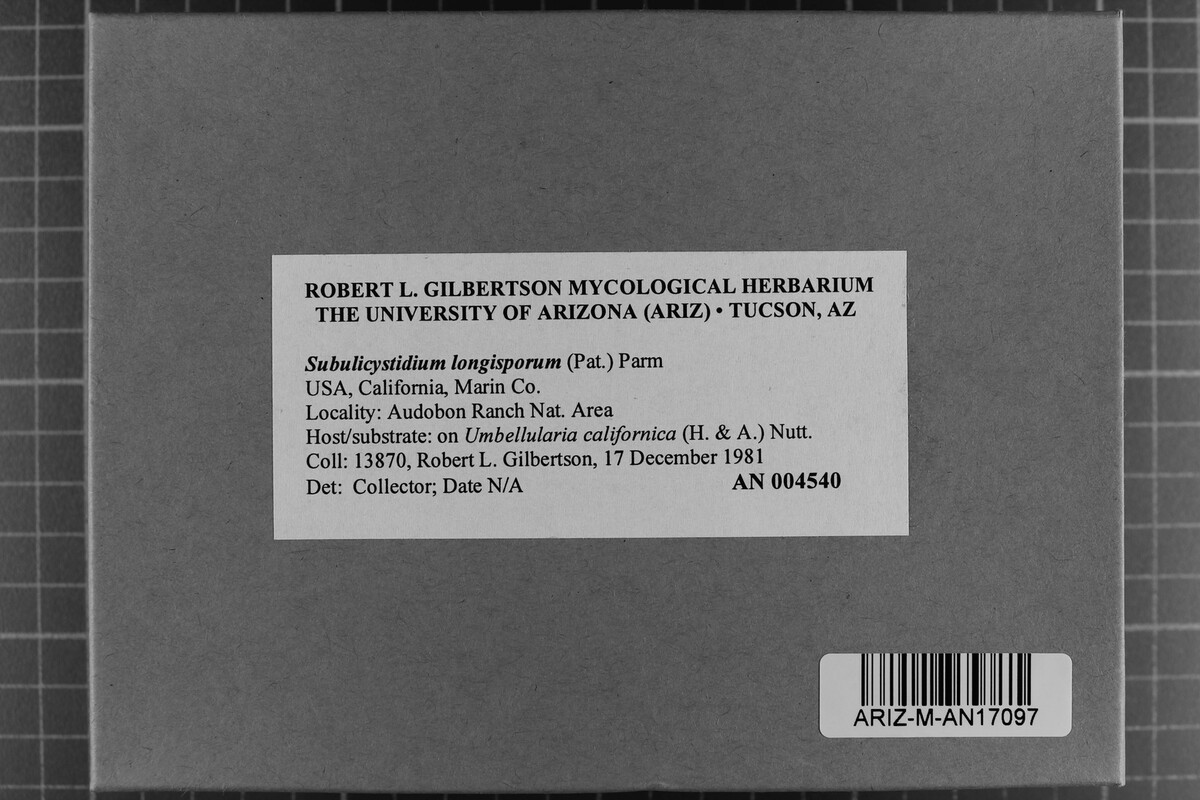 ROBERT L. GILBERTSON MYCOLOGICAL HERBARIUM
THE UNIVERSITY OF ARIZONA (ARIZ) • TUCSON, AZ
Subulicystidium longisporum (Pat.) Parm
USA, California, Marin Co.
Locality: Audobon Ranch Nat. Area
Host/substrate: on Umbellularia californica (H. & A.) Nutt.
Coll: 13870, Robert L. Gilbertson, 17 December 1981
Det: Collector; Date N/A AN 004540
ARIZ-M-AN17097